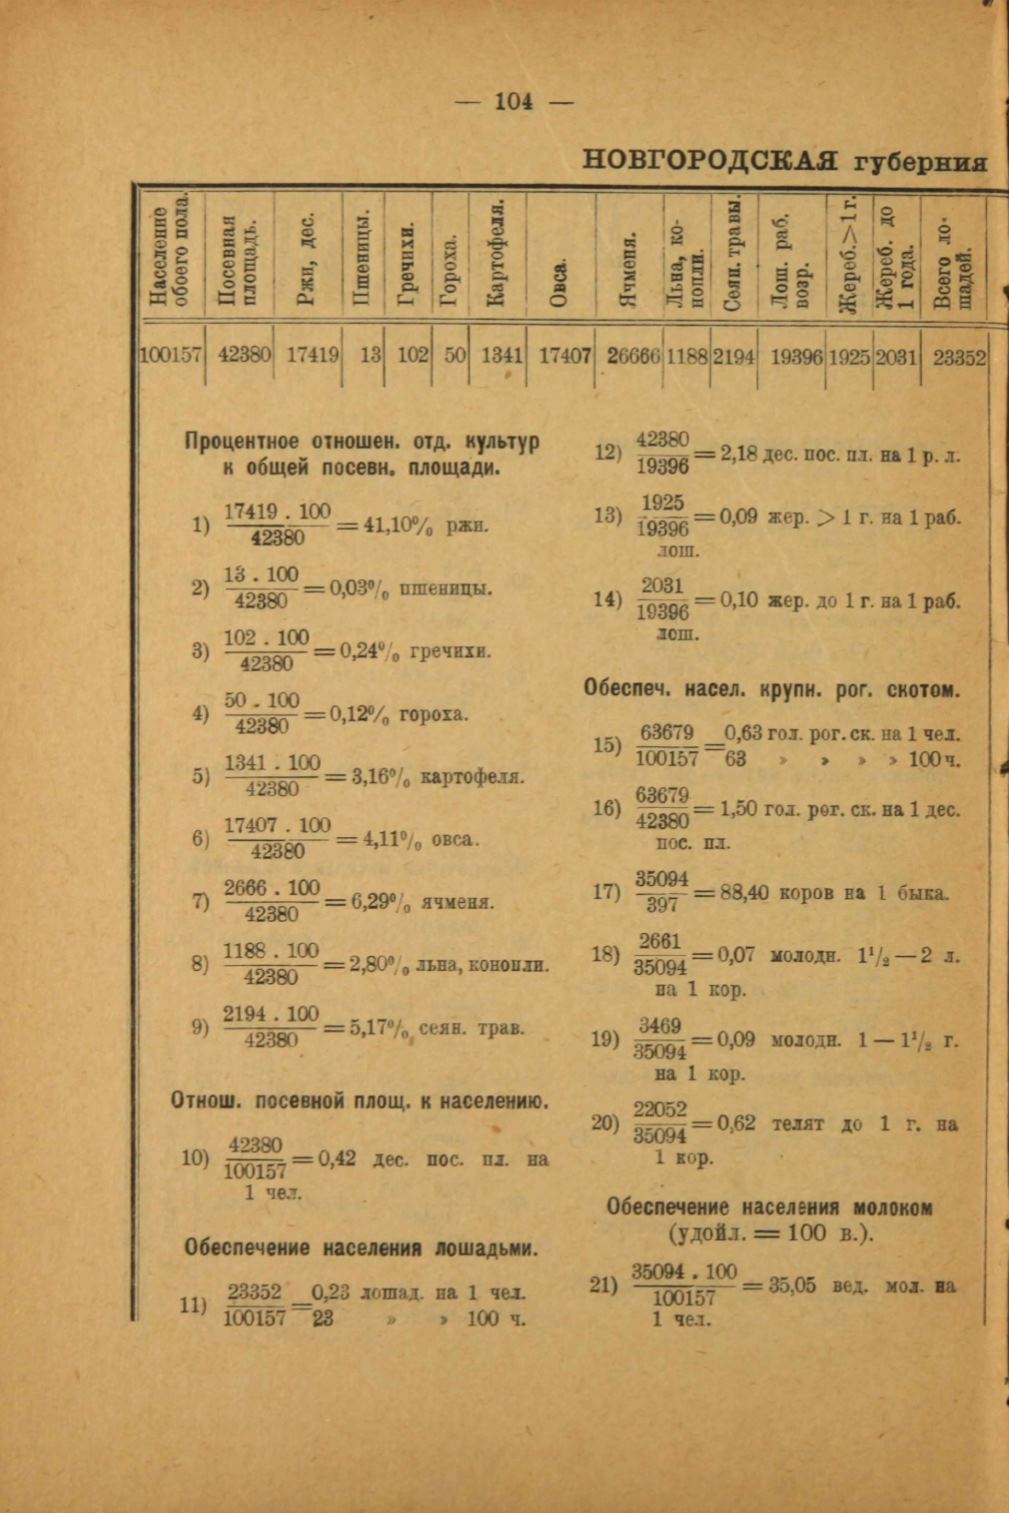 — 104 —
НОВГОРОДСКАЯ губерния
Население обоего пола.
Посевная площадь.
Ржи, дес.
Пшеницы.
Гречихи.
Гороха.
Картофеля.
Овса.
Ячменя.
Льна, ко-нопли.
Сеян. травы.
Лош. раб. возр.
Жереб.>1 г.
Жереб. до 1 года.
Всего ло-шадей.
100157 42380 17419 13 102 50 1341 17407 26666 1188 2194 19396 1925 2031 23352
Процентное отношен. отд. культур
к общей посевн. площади.
1) 17419 . 100 / 42380 = 41,10% ржи.
2) 13 . 100 / 42380 = 0,03% пшеницы.
3) 102 . 100 / 42380 = 0,24% гречихи.
4) 50 . 100 / 42380 = 0,12% гороха.
5) 1341 . 100 / 42380 = 3,16% картофеля.
6) 17407 . 100 / 42380 = 4,11% овса.
7) 2666 . 100 / 42380 = 6,29% ячменя.
8) 1188 . 100 / 42380 = 2,80% льна, конопли.
9) 2194 . 100 / 42380 = 5,17% сеян. трав.
Отнош. посевной площ. к населению.
10) 42380 / 100157 = 0,42 дес. пос. пл. на
1 чел.
Обеспечение населения лошадьми.
11) 23352 / 100157 = 0,23 лошад. на 1 чел.
23 » » 100 ч.
12) 42380 / 19396 = 2,18 дес. пос. пл. на 1 р. л.
13) 1925 / 19396 = 0,09 жер. > 1 г. на 1 раб.
лош.
14) 2031 / 19396 = 0,10 жер. до 1 г. на 1 раб.
лош.
Обеспеч. насел. крупн. рог. скотом.
15) 63679 / 100157 = 0,63 гол. рог. ск. на 1 чел.
63 » » » » 100 ч.
16) 63679 / 42380 = 1,50 гол. рог. ск. на 1 дес.
пос. пл.
17) 35094 / 397 = 88,40 коров на 1 быка.
18) 2661 / 35094 = 0,07 молодн. 1½ — 2 л.
на 1 кор.
19) 3469 / 35094 = 0,09 молодн. 1 — 1½ г.
на 1 кор.
20) 22052 / 35094 = 0,62 телят до 1 г. на
1 кор.
Обеспечение населения молоком
(удойл. = 100 в.).
21) 35094 . 100 / 100157 = 35,05 вед. мол. на
1 чел.